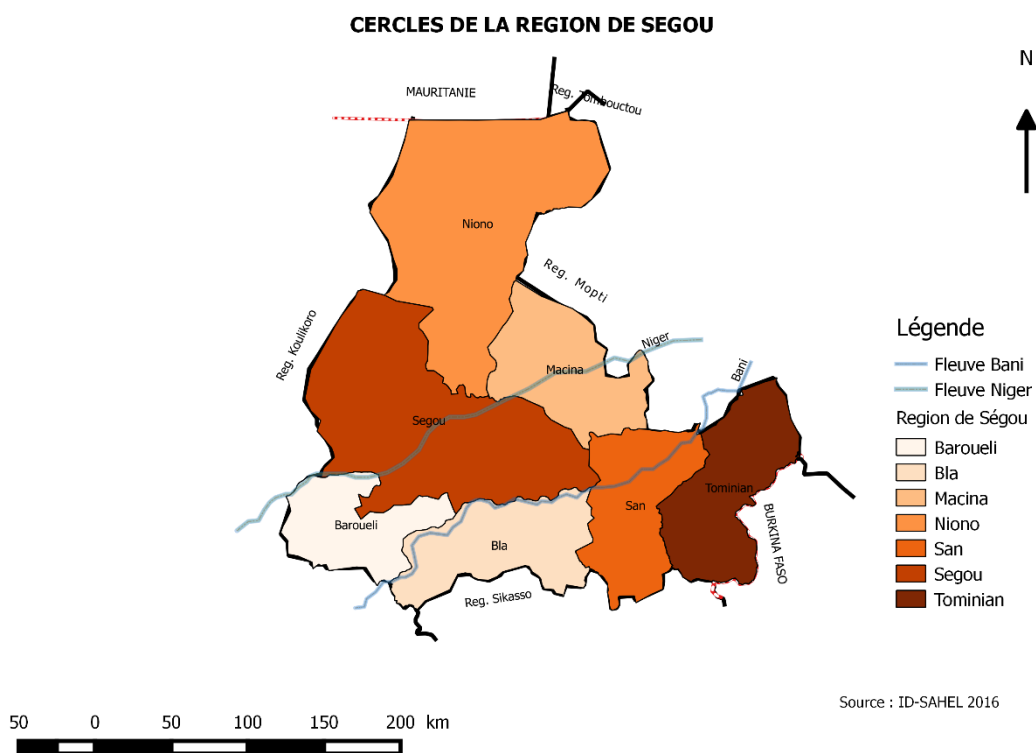 CERCLES DE LA REGION DE SEGOU
N
MAURITANIE
Reg. Tombouctou
Niono
Reg. Mopti
Reg. Koulikoro
Niger
Macina
Bani
Segou
Tominian
San
Baroueli
Bla
BURKINA FASO
Reg. Sikasso
Légende
Fleuve Bani
Fleuve Niger
Region de Ségou
Baroueli
Bla
Macina
Niono
San
Segou
Tominian
Source : ID-SAHEL 2016
50 0 50 100 150 200 km